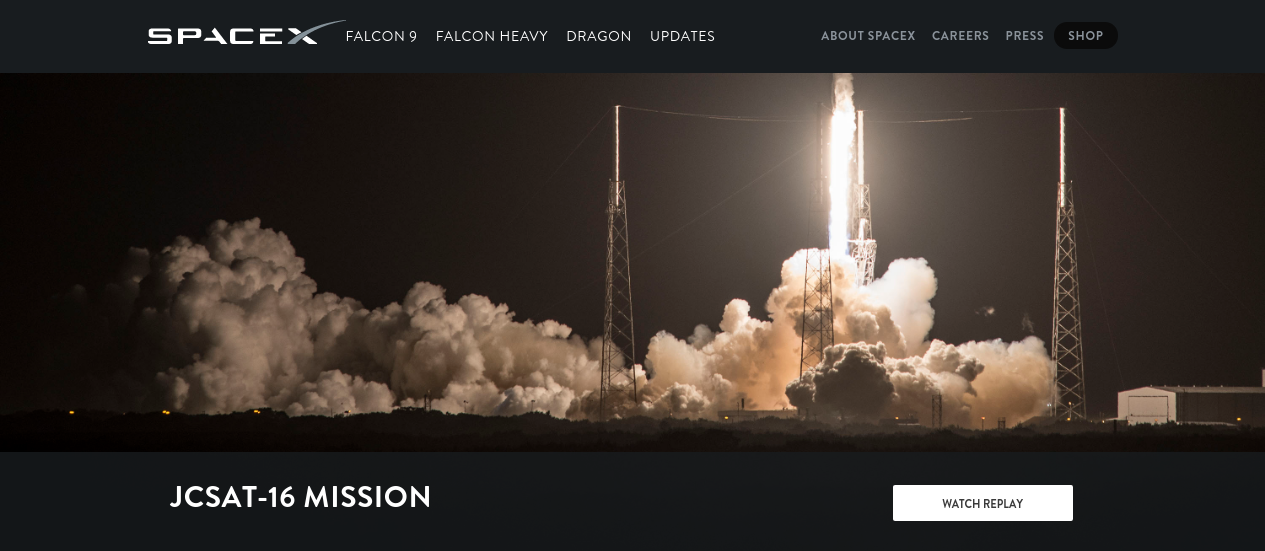 SPACEX FALCON 9 FALCON HEAVY DRAGON UPDATES ABOUT SPACEX CAREERS PRESS SHOP
JCSAT-16 MISSION
WATCH REPLAY